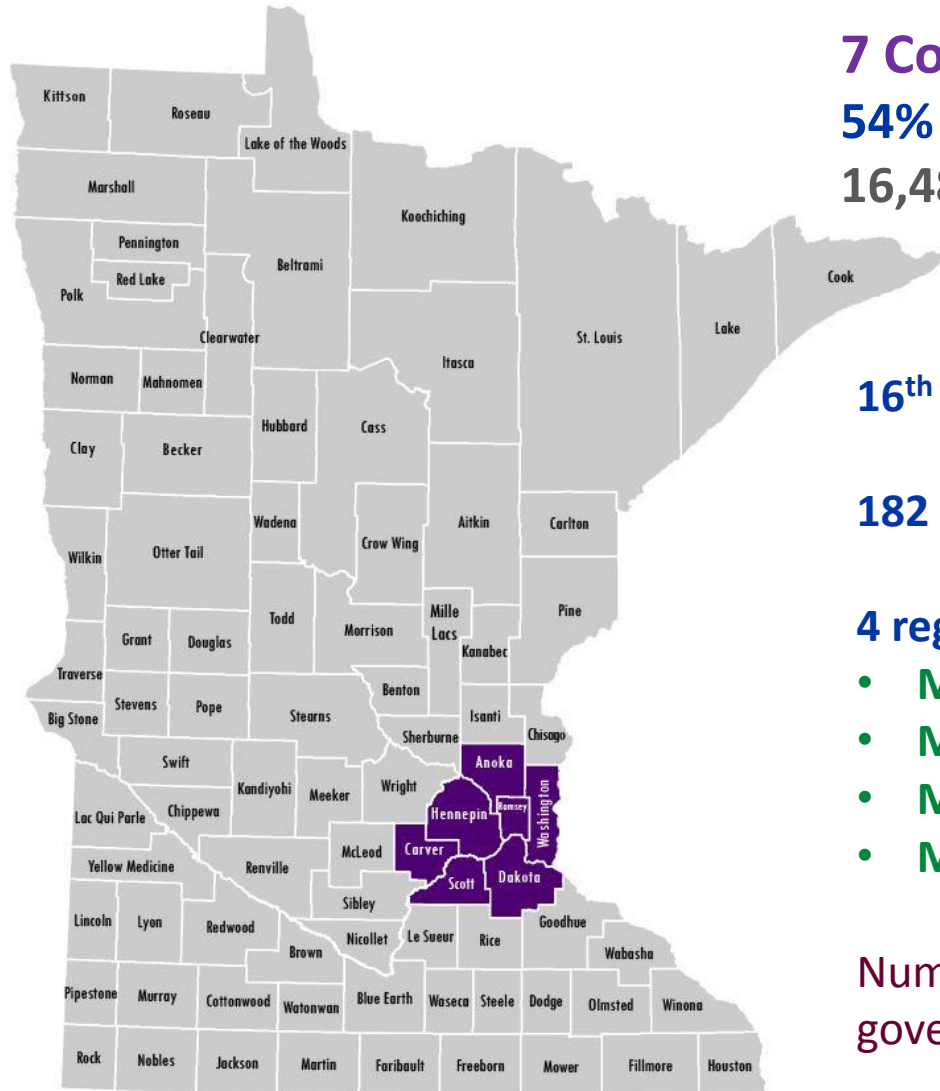 7 Co
54%
16,48
16th
182
4 reg
• M
• M
• M
• M
Num
gove
Kittson
Roseau
Lake of the Woods
Marshall
Koochiching
Pennington
Beltrami
Red Lake
Polk
Cook
Clearwater
St. Louis
Lake
Itasca
Norman
Mahnomen
Hubbard
Cass
Clay
Becker
Wadena
Aitkin
Carlton
Crow Wing
Wilkin
Otter Tail
Pine
Todd
Mille
Lacs
Morrison
Grant
Douglas
Kanabec
Traverse
Benton
Stevens
Pope
Isanti
Big Stone
Stearns
Sherburne
Chisago
Swift
Anoka
Kandiyohi
Meeker
Wright
Washington
Lac Qui Parle
Chippewa
Ramsey
Hennepin
McLeod
Carver
Yellow Medicine
Renville
Scott
Dakota
Sibley
Lincoln
Lyon
Redwood
Nicollet
Le Sueur
Rice
Goodhue
Brown
Wabasha
Pipestone
Murray
Cottonwood
Watonwan
Blue Earth
Waseca
Steele
Dodge
Olmsted
Winona
Rock
Nobles
Jackson
Martin
Faribault
Freeborn
Mower
Fillmore
Houston